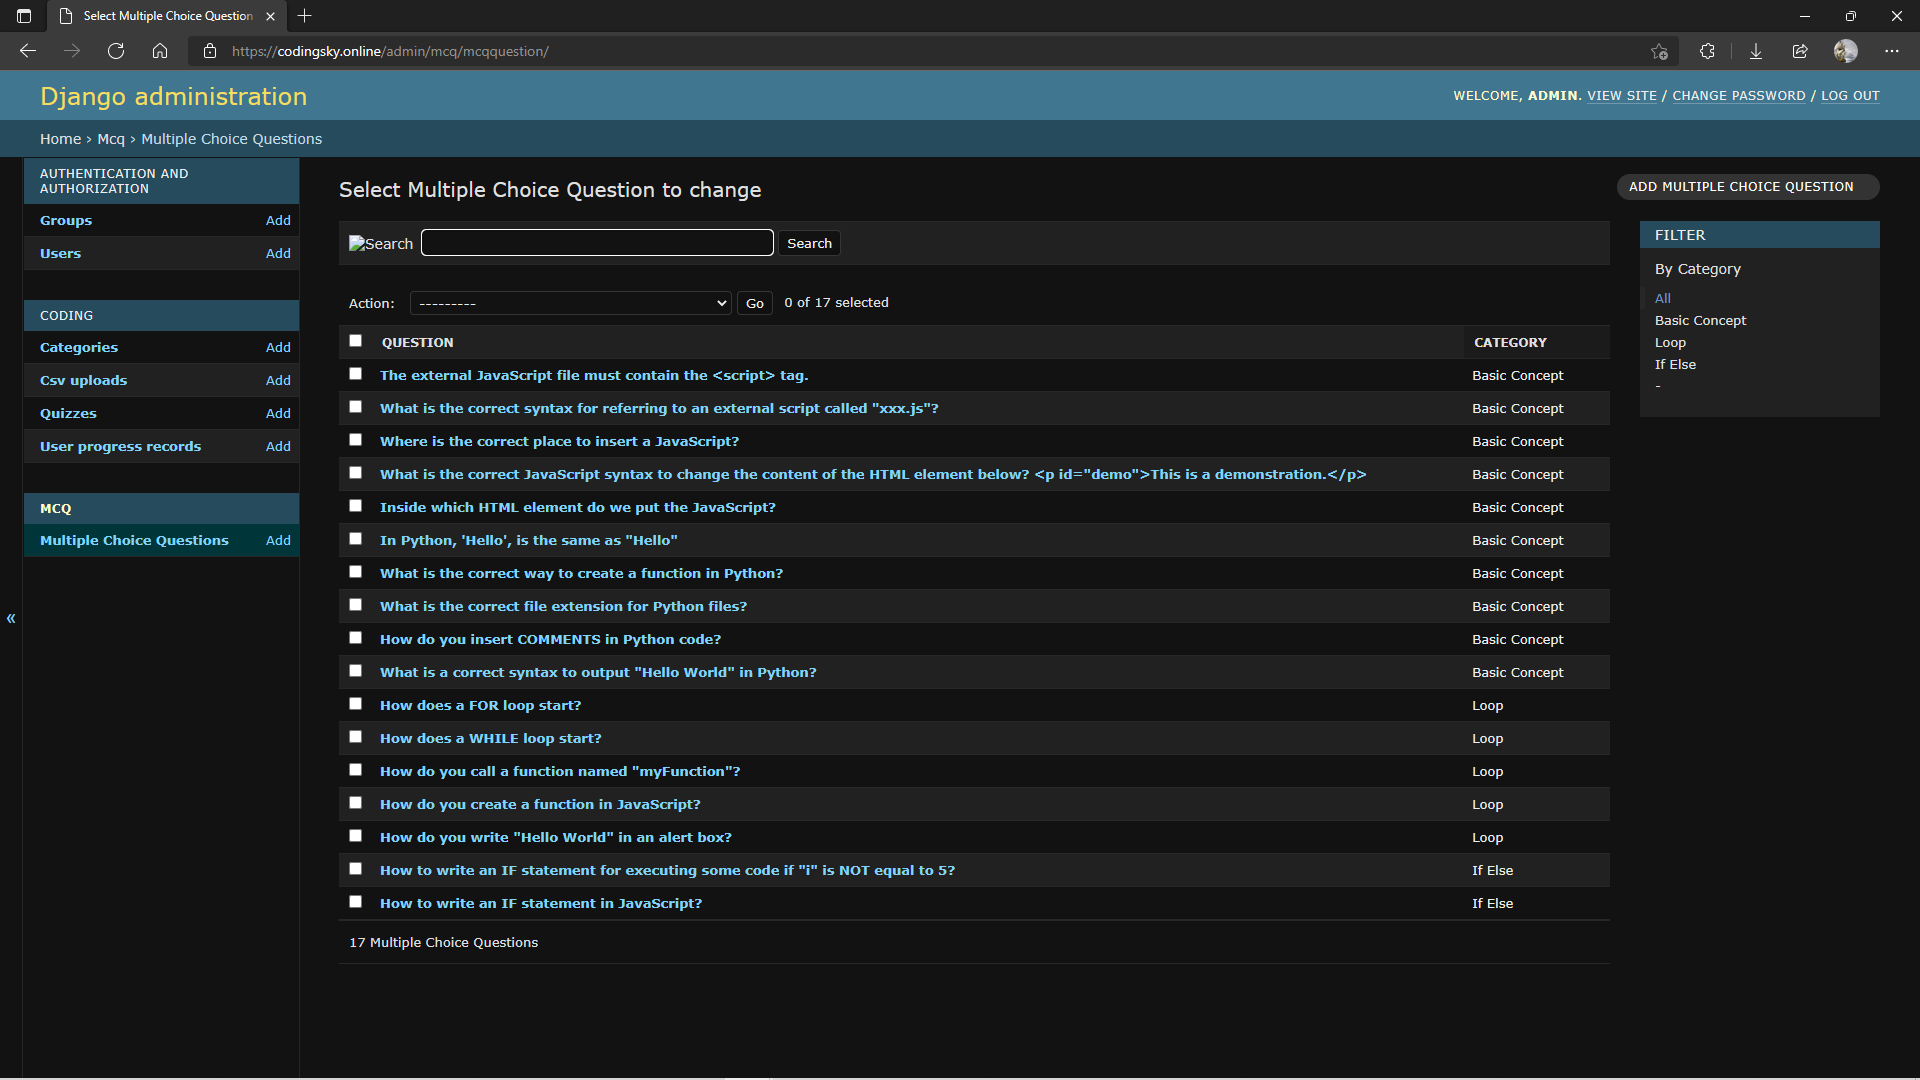 Select Multiple Choice Question
https://codingsky.online/admin/mcq/mcqquestion/
Django administration
WELCOME, ADMIN. VIEW SITE / CHANGE PASSWORD / LOG OUT
Home › Mcq › Multiple Choice Questions
AUTHENTICATION AND
AUTHORIZATION
Groups Add
Users Add
CODING
Categories Add
Csv uploads Add
Quizzes Add
User progress records Add
MCQ
Multiple Choice Questions Add
«
Select Multiple Choice Question to change
ADD MULTIPLE CHOICE QUESTION
Search Search
Action: --------- Go 0 of 17 selected
QUESTION CATEGORY
The external JavaScript file must contain the <script> tag. Basic Concept
What is the correct syntax for referring to an external script called "xxx.js"? Basic Concept
Where is the correct place to insert a JavaScript? Basic Concept
What is the correct JavaScript syntax to change the content of the HTML element below? <p id="demo">This is a demonstration.</p> Basic Concept
Inside which HTML element do we put the JavaScript? Basic Concept
In Python, 'Hello', is the same as "Hello" Basic Concept
What is the correct way to create a function in Python? Basic Concept
What is the correct file extension for Python files? Basic Concept
How do you insert COMMENTS in Python code? Basic Concept
What is a correct syntax to output "Hello World" in Python? Basic Concept
How does a FOR loop start? Loop
How does a WHILE loop start? Loop
How do you call a function named "myFunction"? Loop
How do you create a function in JavaScript? Loop
How do you write "Hello World" in an alert box? Loop
How to write an IF statement for executing some code if "i" is NOT equal to 5? If Else
How to write an IF statement in JavaScript? If Else
17 Multiple Choice Questions
FILTER
By Category
All
Basic Concept
Loop
If Else
-